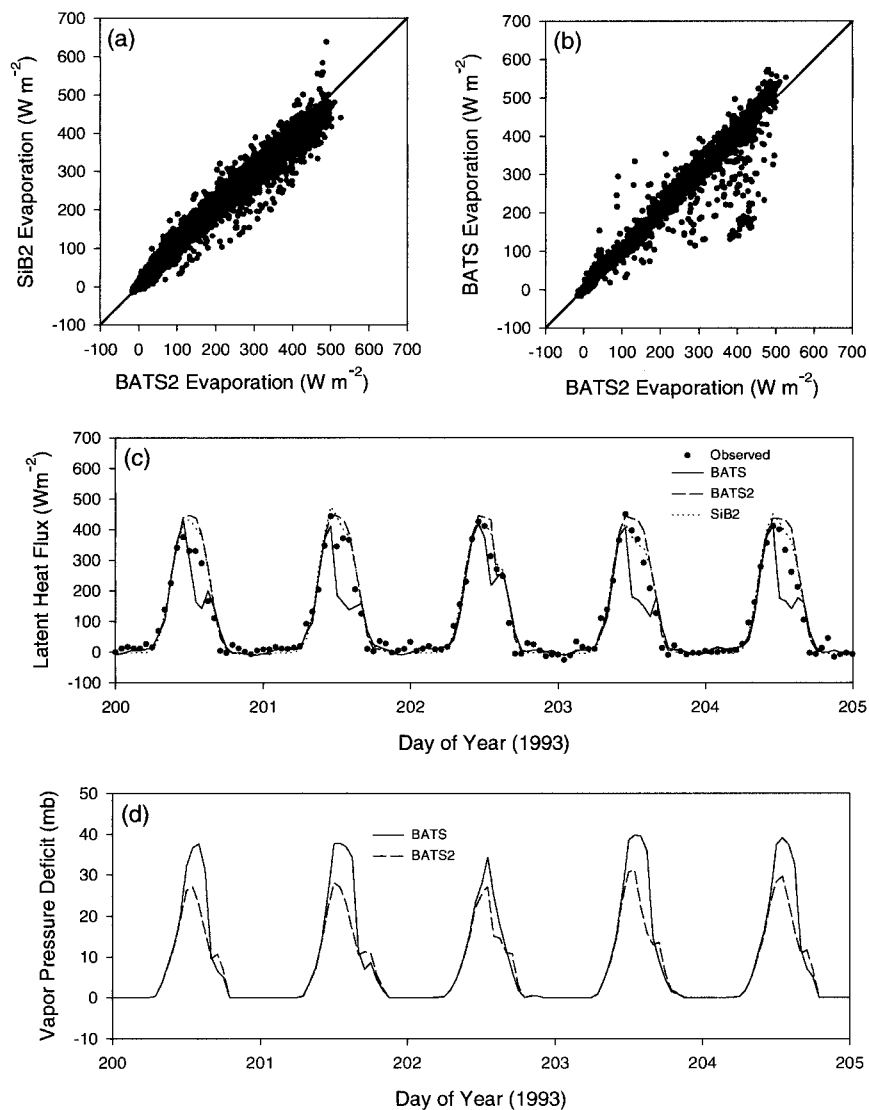 (a)
700
600
500
400
300
200
100
0
-100
SiB2 Evaporation (W m-2)
-100 0 100 200 300 400 500 600 700
BATS2 Evaporation (W m-2)
(b)
700
600
500
400
300
200
100
0
-100
BATS Evaporation (W m-2)
-100 0 100 200 300 400 500 600 700
BATS2 Evaporation (W m-2)
(c)
700
600
500
400
300
200
100
0
-100
Latent Heat Flux (Wm-2)
Observed
BATS
BATS2
SiB2
200 201 202 203 204 205
Day of Year (1993)
(d)
50
40
30
20
10
0
-10
Vapor Pressure Deficit (mb)
BATS
BATS2
200 201 202 203 204 205
Day of Year (1993)